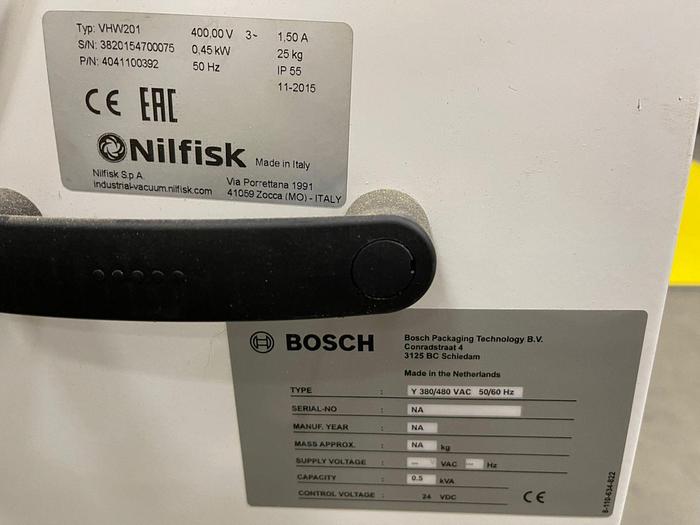 Typ: VHW201 400,00 V 3~ 1,50 A
S/N: 3820154700075 0,45 kW 25 kg
P/N: 4041100392 50 Hz IP 55
11-2015
CE EAC
Nilfisk Made in Italy
Nilfisk S.p.A. Via Porrettana 1991
industrial-vacuum.nilfisk.com 41059 Zocca (MO) - ITALY
BOSCH
Bosch Packaging Technology B.V.
Conradstraat 4
3125 BC Schiedam
Made in the Netherlands
TYPE : Y 380/480 VAC 50/60 Hz
SERIAL-NO : NA
MANUF. YEAR : NA
MASS APPROX. : NA kg
SUPPLY VOLTAGE : — VAC — Hz
CAPACITY : 0.5 kVA
CONTROL VOLTAGE : 24 VDC
CE
8-110-634-822